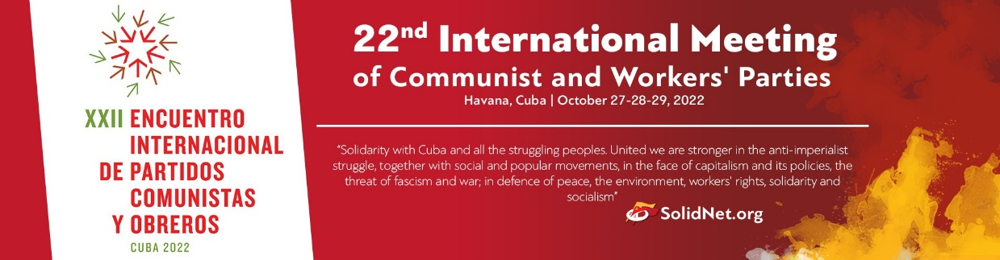 XXII ENCUENTRO
INTERNACIONAL
DE PARTIDOS
COMUNISTAS
Y OBREROS
CUBA 2022
22nd International Meeting
of Communist and Workers' Parties
Havana, Cuba | October 27-28-29, 2022
“Solidarity with Cuba and all the struggling peoples. United we are stronger in the anti-imperialist
struggle, together with social and popular movements, in the face of capitalism and its policies, the
threat of fascism and war; in defence of peace, the environment, workers' rights, solidarity and
socialism”
SolidNet.org